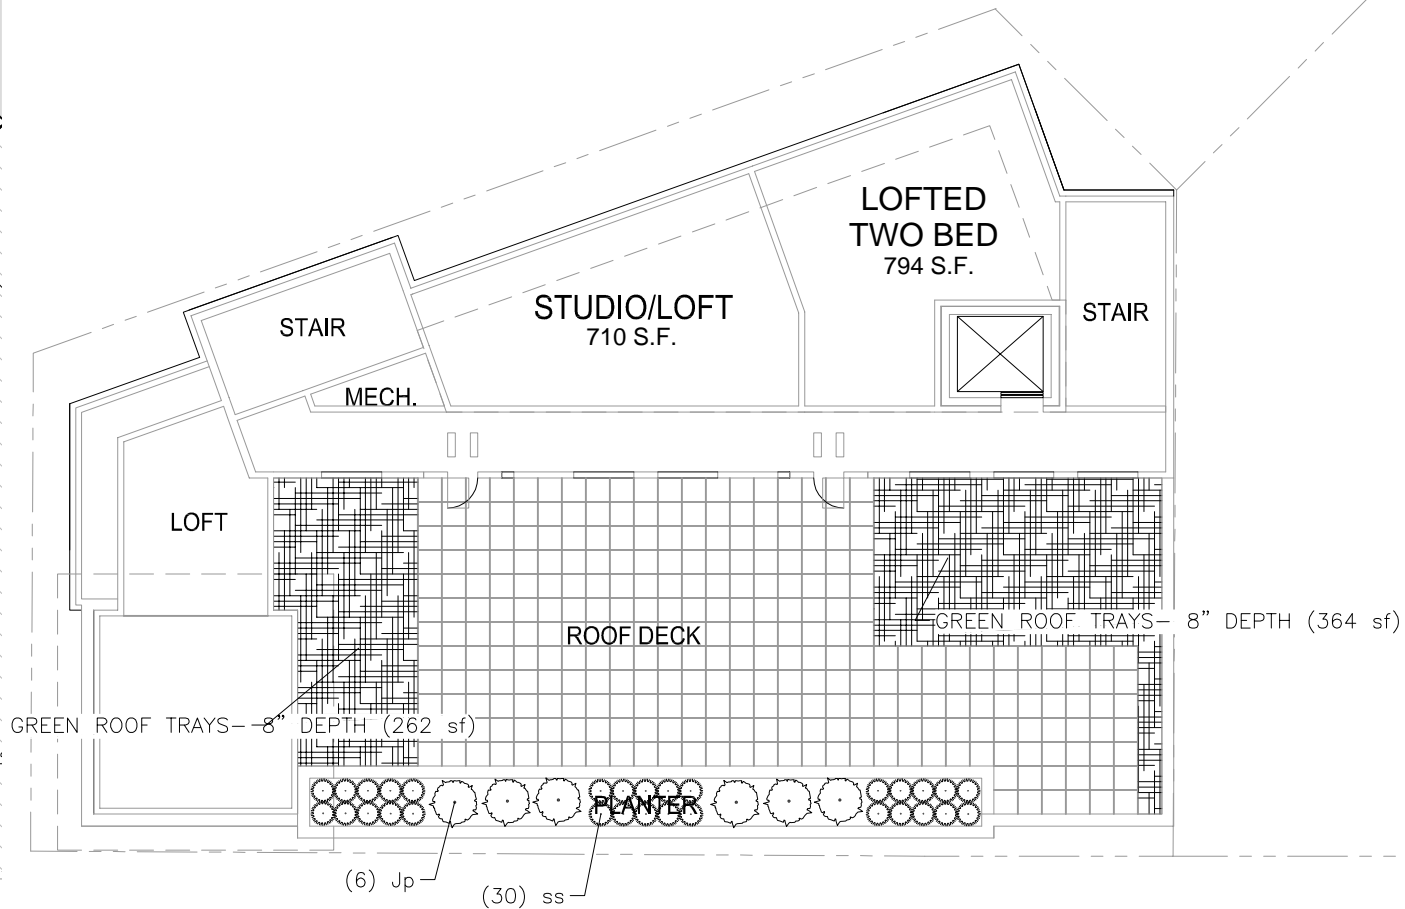 LOFTED
TWO BED
794 S.F.
STUDIO/LOFT
710 S.F.
STAIR
STAIR
MECH.
LOFT
ROOF DECK
GREEN ROOF TRAYS- 8" DEPTH (364 sf)
GREEN ROOF TRAYS- 8" DEPTH (262 sf)
PLANTER
(6) Jp
(30) ss